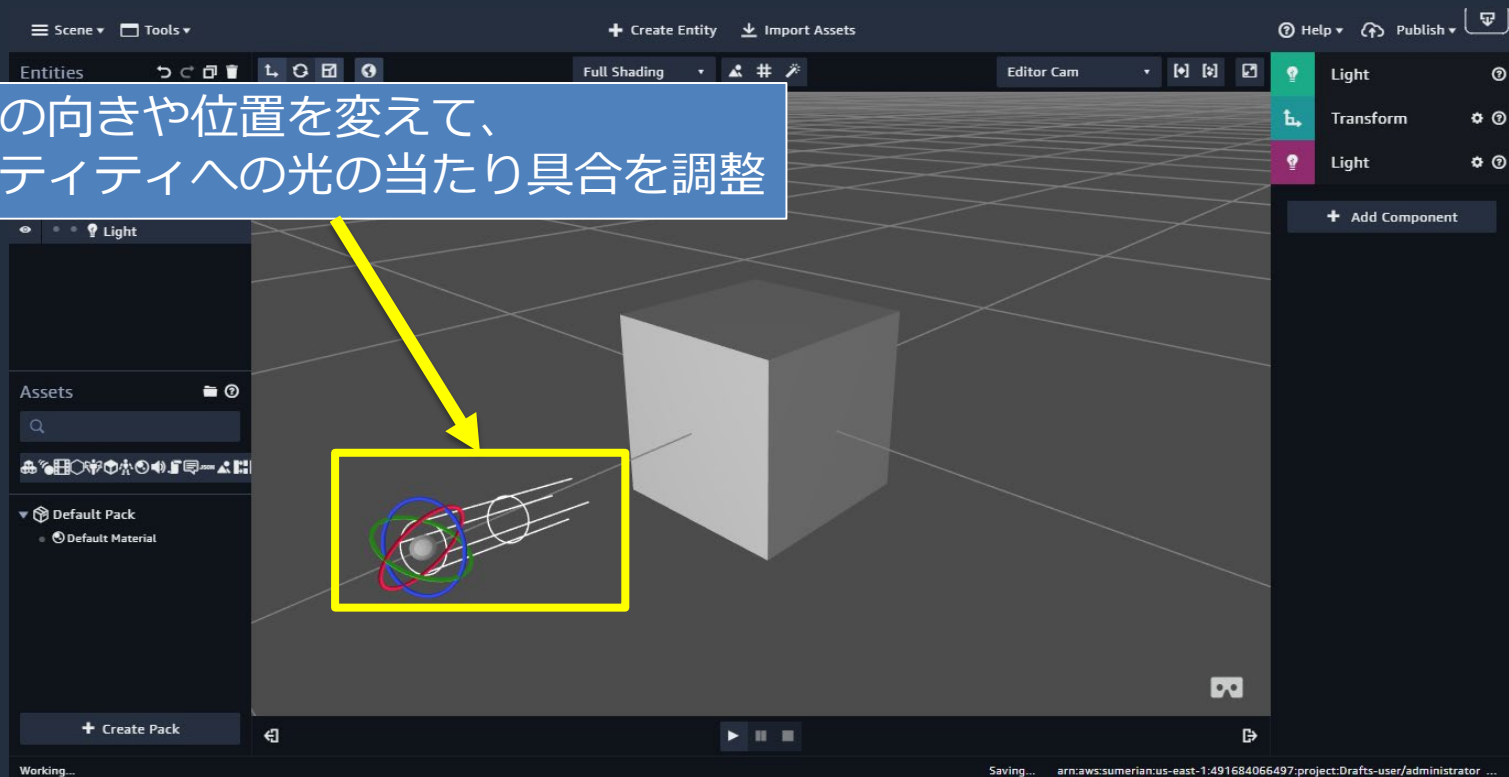 Scene
Tools
Create Entity
Import Assets
Help
Publish
Entities
Full Shading
Editor Cam
Light
の向きや位置を変えて、
ティティへの光の当たり具合を調整
Transform
Light
Add Component
Light
Assets
Default Pack
Default Material
Create Pack
Working...
Saving...
arn:aws:sumerian:us-east-1:491684066497:project:Drafts-user/administrator ...